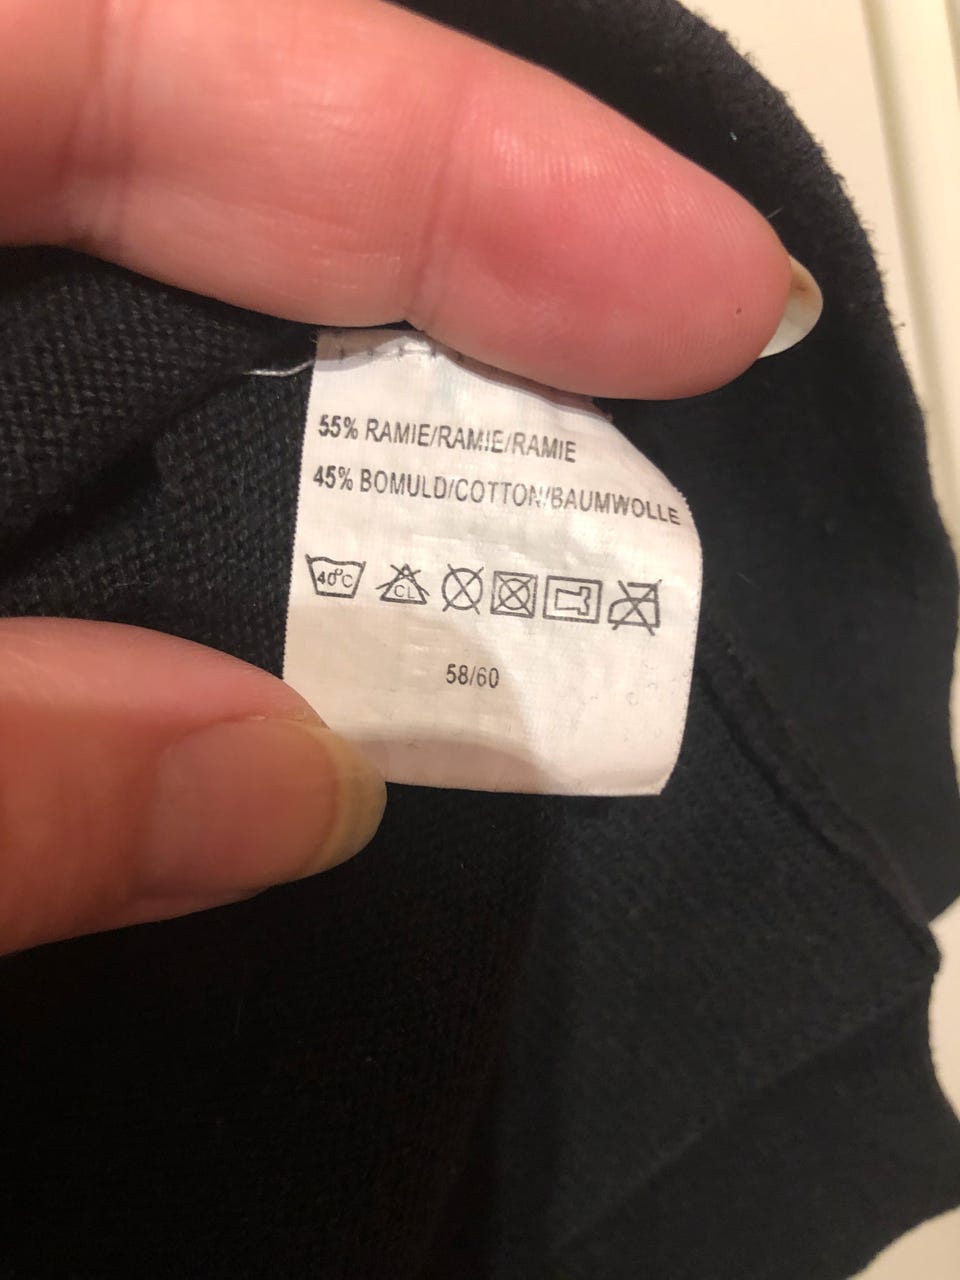 55% RAMIE/RAMIE/RAMIE
45% BOMULD/COTTON/BAUMWOLLE
40°C CL
58/60